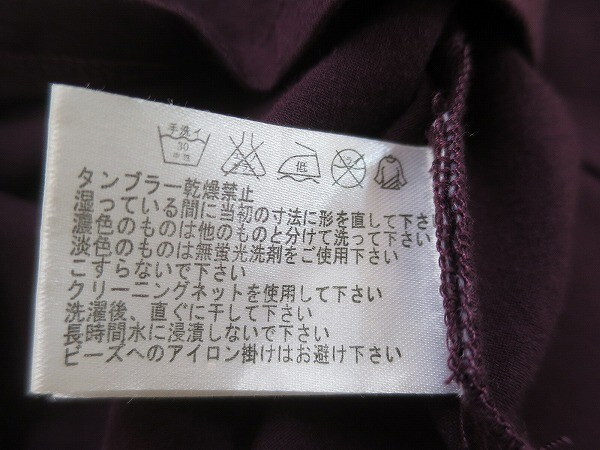 手洗イ
30
中性
低
タンブラー乾燥禁止
湿っている間に当初の寸法に形を直して下さ
濃色のものは他のものと分けて洗って下さい
淡色のものは無蛍光洗剤をご使用下さい
こすらないで下さい
クリーニングネットを使用して下さい
洗濯後、直ぐに干して下さい
長時間水に浸漬しないで下さい
ビーズへのアイロン掛けはお避け下さい